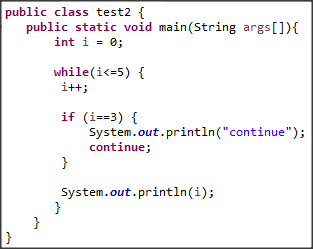 public class test2 {
public static void main(String args[]){
int i = 0;
while(i<=5) {
i++;
if (i==3) {
System.out.println("continue");
continue;
}
System.out.println(i);
}
}
}